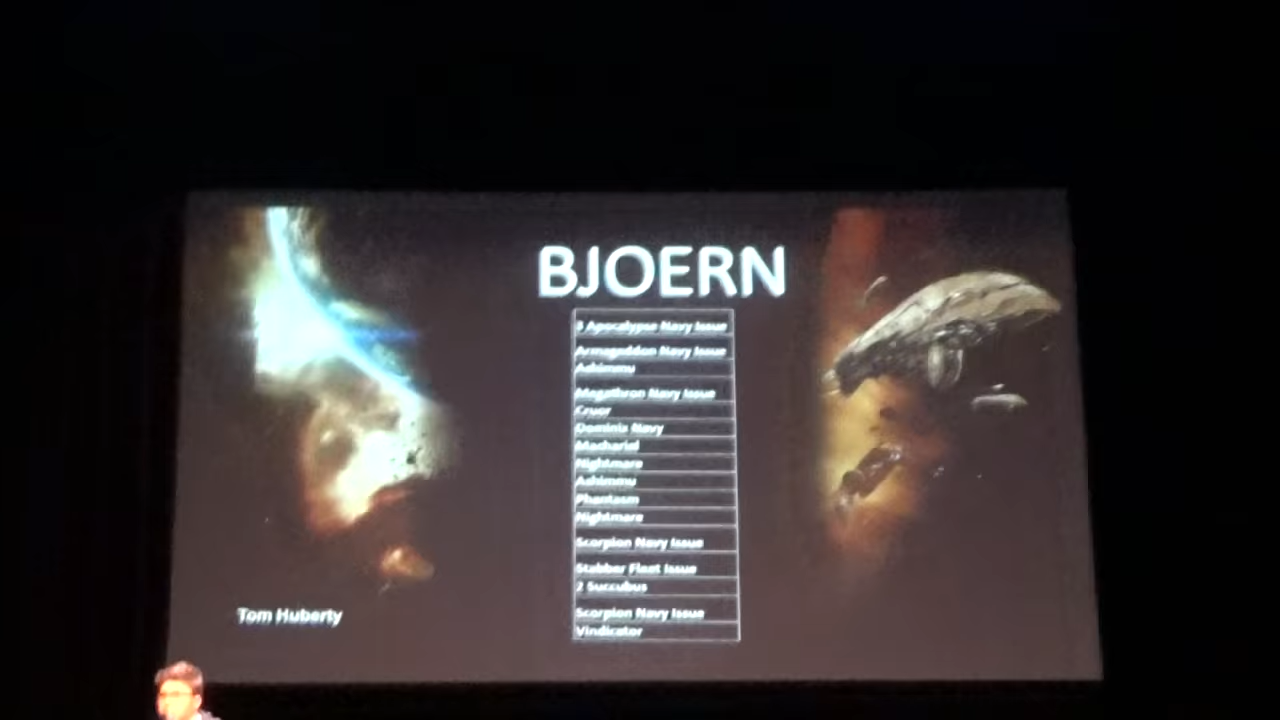 BJOERN
3 Apocalypse Navy Issue
Armageddon Navy Issue
Ashimmu
Megathron Navy Issue
Cruor
Dominix Navy
Machariel
Nightmare
Ashimmu
Phantasm
Nightmare
Scorpion Navy Issue
Stabber Fleet Issue
2 Succubus
Scorpion Navy Issue
Vindicator
Tom Huberty